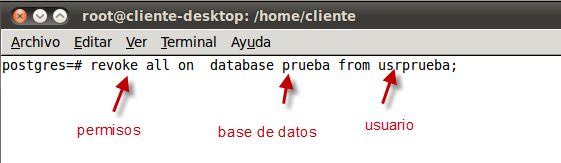 root@cliente-desktop: /home/cliente
Archivo Editar Ver Terminal Ayuda
postgres=# revoke all on  database prueba from usrprueba;
permisos base de datos usuario